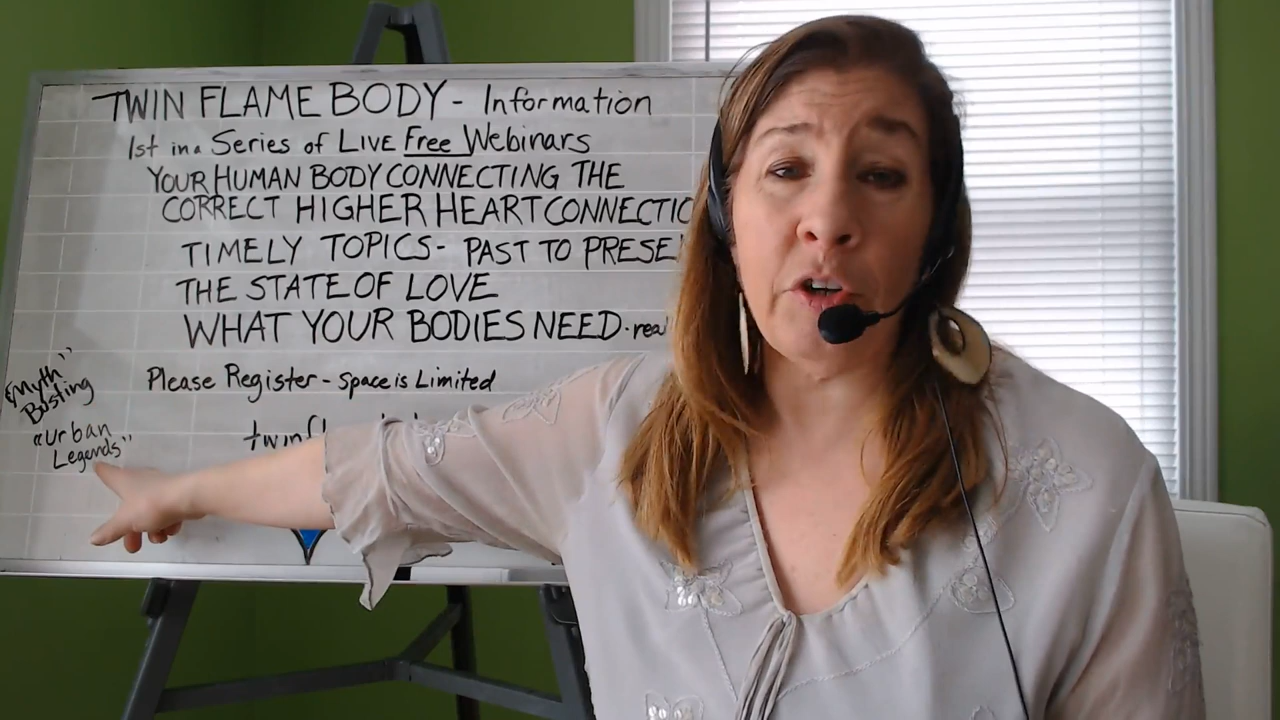 TWIN FLAME BODY - Information
1st in a Series of LIVE Free Webinars
YOUR HUMAN BODY CONNECTING THE
CORRECT HIGHER HEART CONNECTIO
TIMELY TOPICS - PAST TO PRESE
THE STATE OF LOVE
WHAT YOUR BODIES NEED - rea
Please Register - Space is Limited
twinfl
"Myth"
Busting
"Urban
Legends"